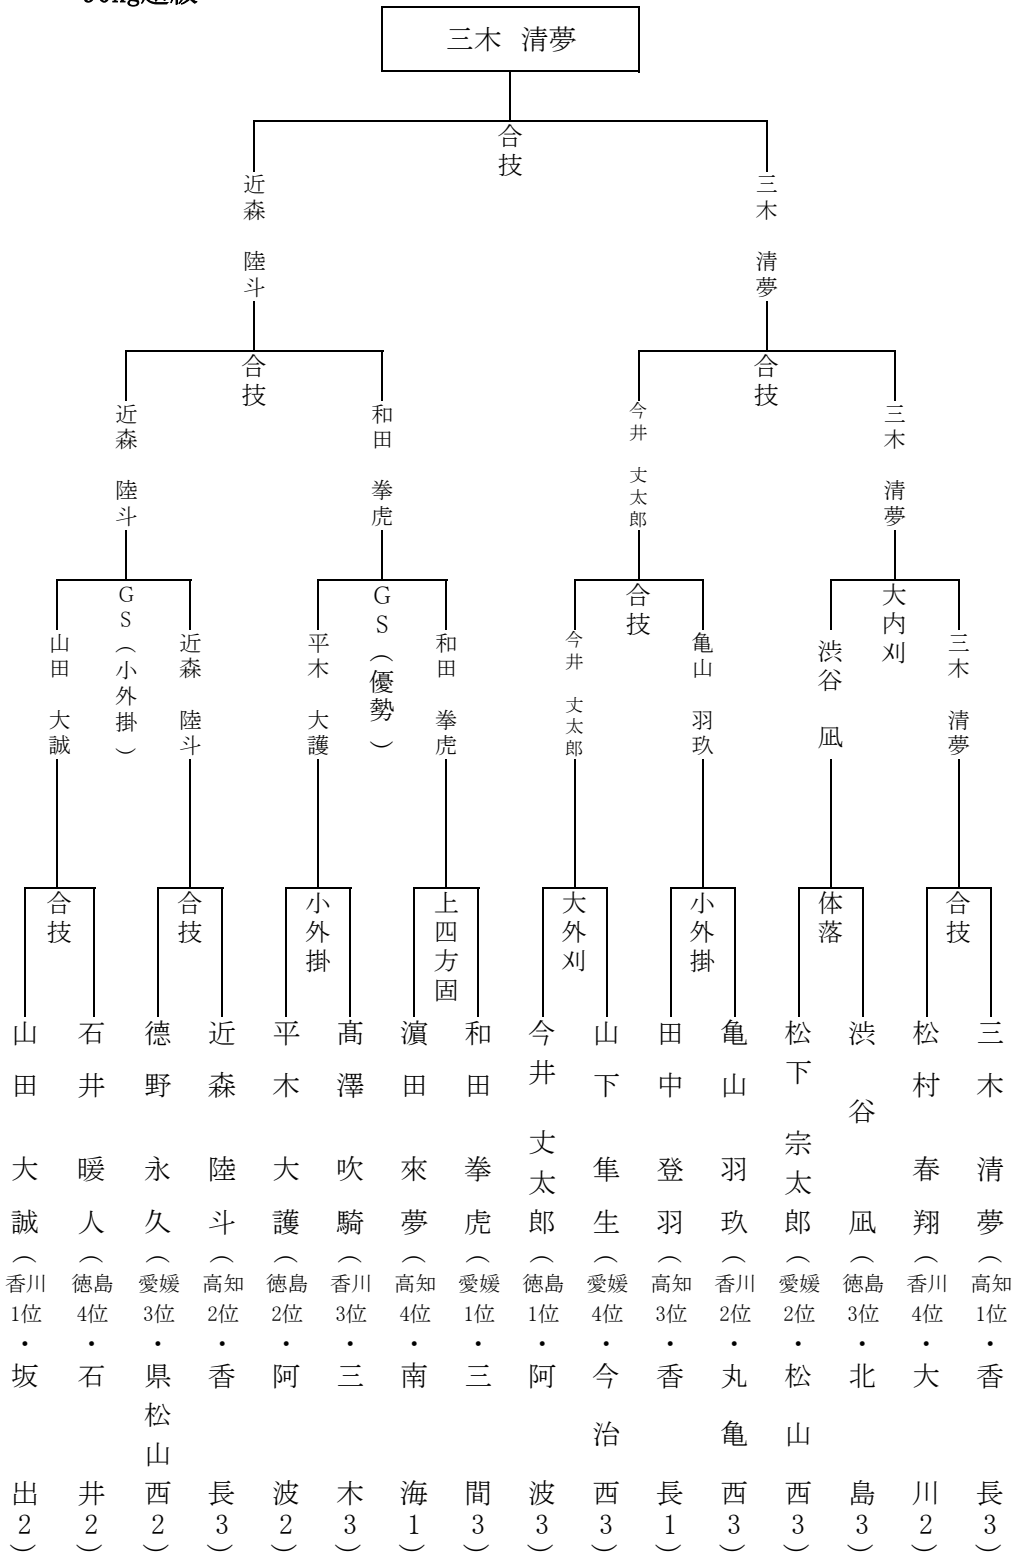 三木 清夢
合技
近森 陸斗
三木 清夢
合技
合技
近森 陸斗
和田 拳虎
今井 丈太郎
三木 清夢
GS（小外掛）
GS（優勢）
合技
大内刈
山田 大誠
近森 陸斗
平木 大護
和田 拳虎
今井 丈太郎
亀山 羽玖
渋谷 凪
三木 清夢
合技
合技
小外掛
上四方固
大外刈
小外掛
体落
合技
山田 大誠（香川1位・坂出2）
石井 暖人（徳島4位・石井2）
德野 永久（愛媛3位・県松山西2）
近森 陸斗（高知2位・香長3）
平木 大護（徳島2位・阿波2）
髙澤 吹騎（香川3位・三木3）
濵田 來夢（高知4位・南海1）
和田 拳虎（愛媛1位・三間3）
今井 丈太郎（徳島1位・阿波3）
山下 隼生（愛媛4位・今治西3）
田中 登羽（高知3位・香長1）
亀山 羽玖（香川2位・丸亀西3）
松下 宗太郎（愛媛2位・松山西3）
渋谷 凪（徳島3位・北島3）
松村 春翔（香川4位・大川2）
三木 清夢（高知1位・香長3）